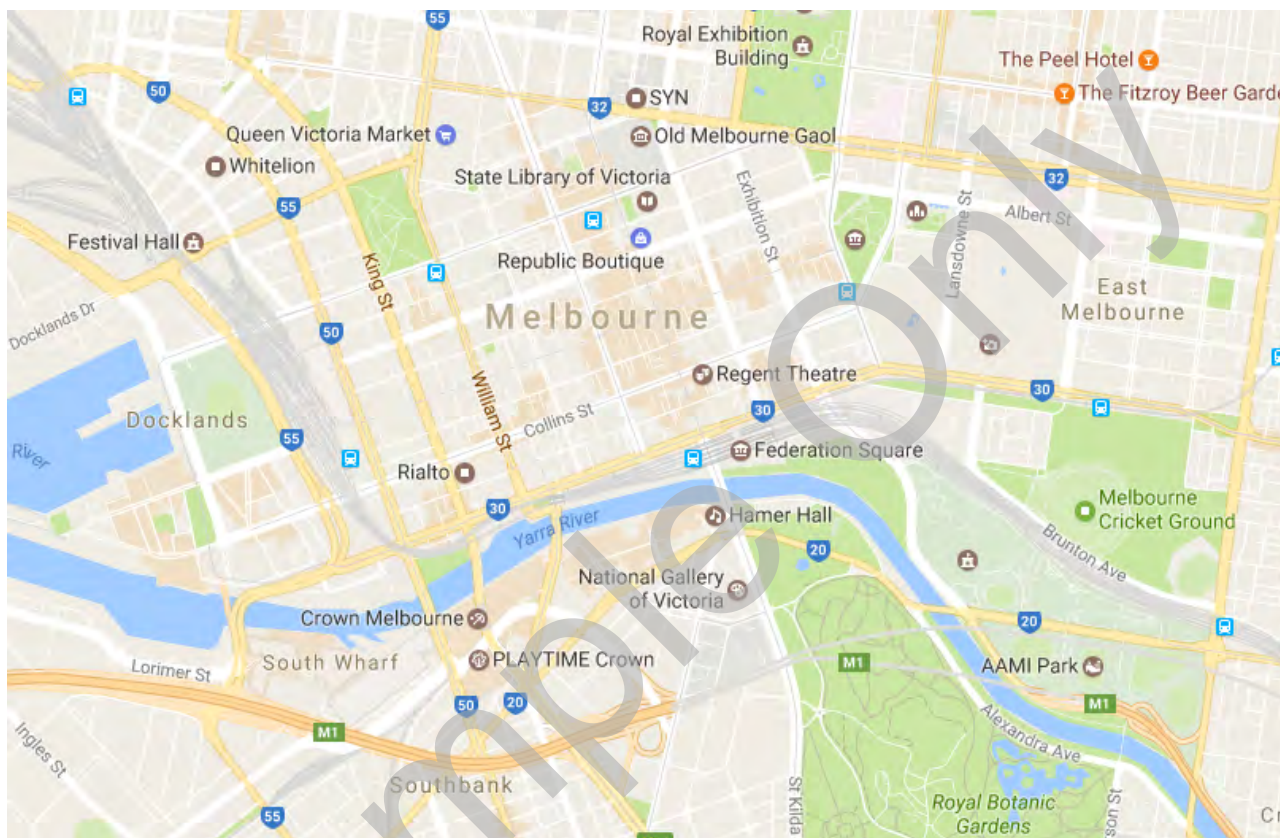 55
Royal Exhibition
Building
The Peel Hotel
50
The Fitzroy Beer Garde
32
SYN
Queen Victoria Market
Old Melbourne Gaol
Whitelion
State Library of Victoria
Exhibition St
32
55
Lansdowne St
Albert St
Festival Hall
Republic Boutique
King St
East
Melbourne
Docklands Dr
Melbourne
50
William St
Regent Theatre
30
30
Docklands
Collins St
55
River
Federation Square
Rialto
30
Melbourne
Cricket Ground
Yarra River
Hamer Hall
20
Brunton Ave
National Gallery
of Victoria
Crown Melbourne
20
Lorimer St
South Wharf
PLAYTIME Crown
M1
AAMI Park
50
20
M1
Alexandra Ave
M1
Ingles St
Southbank
St Kilda
Royal Botanic
Gardens
son St
55
mple Only